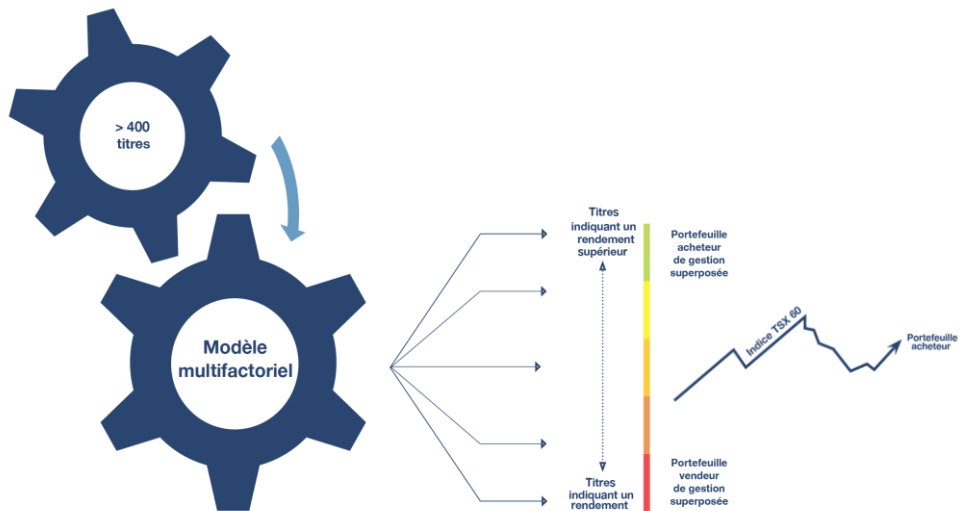 > 400
titres
Modèle
multifactoriel
Titres
indiquant un
rendement
supérieur
Portefeuille
acheteur
de gestion
superposée
Indice TSX 60
Portefeuille
acheteur
Titres
indiquant un
rendement
Portefeuille
vendeur
de gestion
superposée